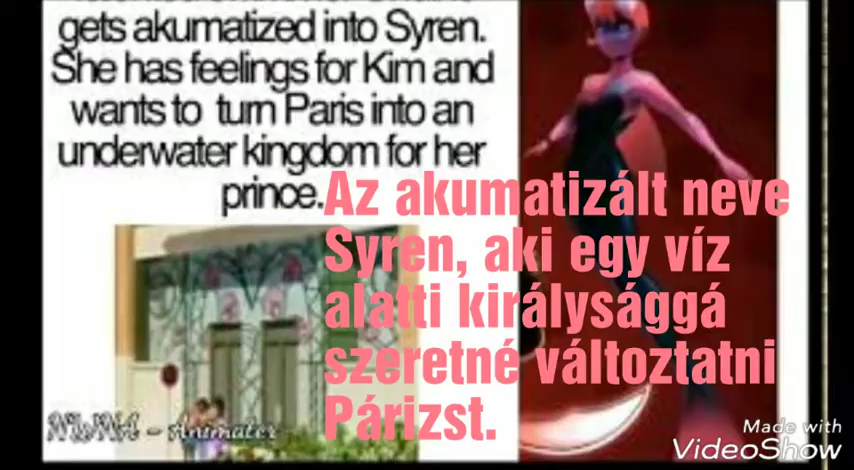 gets akumatized into Syren.
She has feelings for Kim and
wants to turn Paris into an
underwater kingdom for her
prince.
Az akumatizált neve
Syren, aki egy víz
alatti királysággá
szeretné változtatni
Párizst.
Animater
Made with
VideoShow